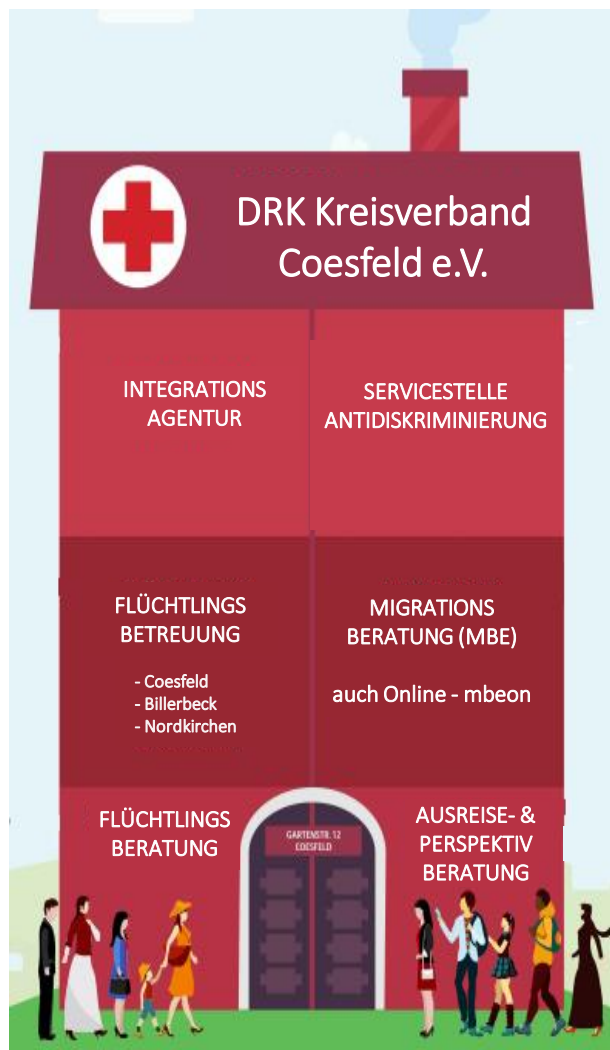 DRK Kreisverband
Coesfeld e.V.
INTEGRATIONS
AGENTUR
SERVICESTELLE
ANTIDISKRIMINIERUNG
FLÜCHTLINGS
BETREUUNG
- Coesfeld
- Billerbeck
- Nordkirchen
MIGRATIONS
BERATUNG (MBE)
auch Online - mbeon
FLÜCHTLINGS
BERATUNG
GARTENSTR. 12
COESFELD
AUSREISE- &
PERSPEKTIV
BERATUNG